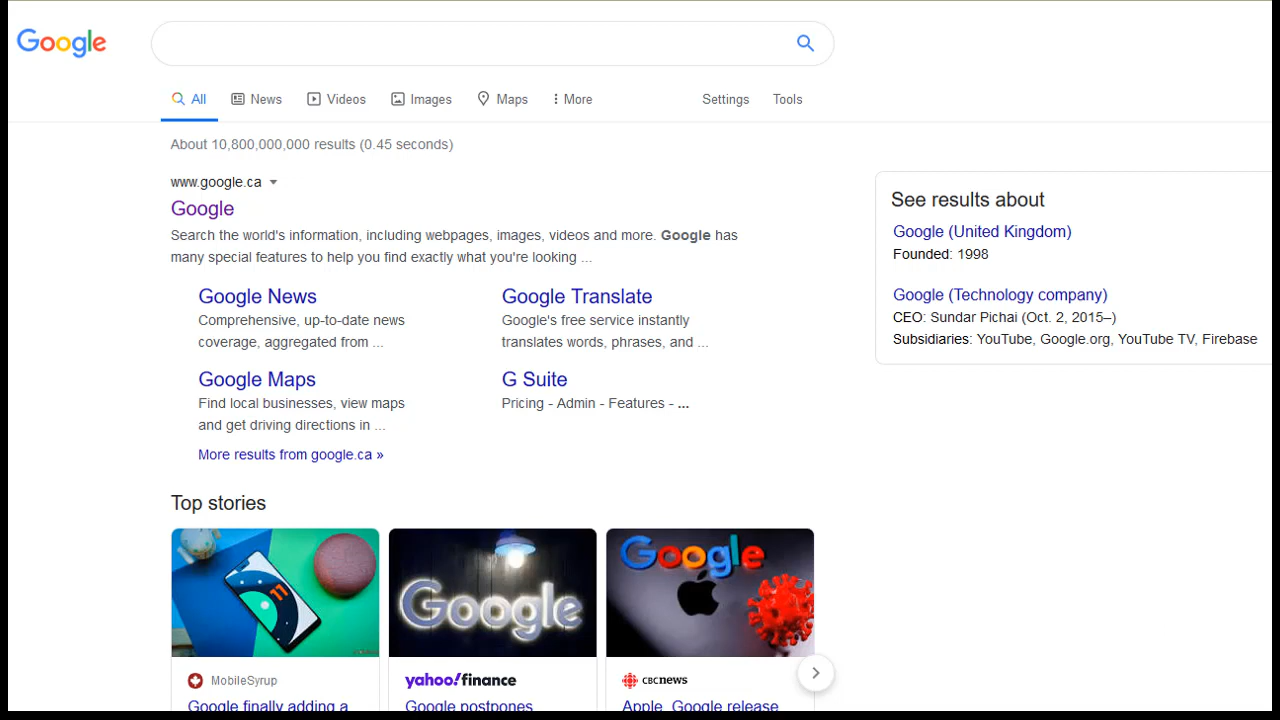 Google
All News Videos Images Maps More Settings Tools
About 10,800,000,000 results (0.45 seconds)
www.google.ca
Google
Search the world's information, including webpages, images, videos and more. Google has
many special features to help you find exactly what you're looking ...
Google News
Comprehensive, up-to-date news
coverage, aggregated from ...
Google Translate
Google's free service instantly
translates words, phrases, and ...
Google Maps
Find local businesses, view maps
and get driving directions in ...
G Suite
Pricing - Admin - Features - ...
More results from google.ca »
See results about
Google (United Kingdom)
Founded: 1998
Google (Technology company)
CEO: Sundar Pichai (Oct. 2, 2015–)
Subsidiaries: YouTube, Google.org, YouTube TV, Firebase
Top stories
11
MobileSyrup
Google finally adding a
Google
yahoo!finance
Google postpones
Google
CBCNEWS
Apple, Google release